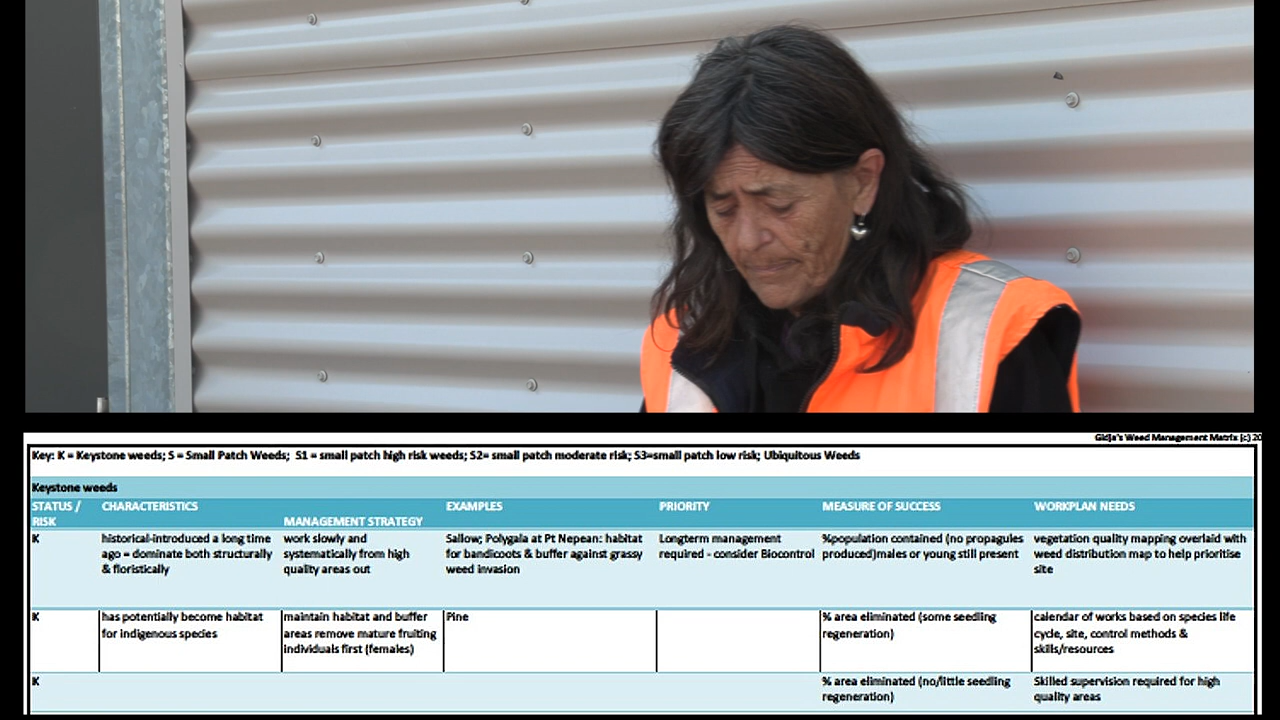 Gidja's Weed Management Matrix (c) 20
Key: K = Keystone weeds; S = Small Patch Weeds; S1 = small patch high risk weeds; S2= small patch moderate risk; S3=small patch low risk; Ubiquitous Weeds
Keystone weeds
STATUS / RISK
CHARACTERISTICS
MANAGEMENT STRATEGY
EXAMPLES
PRIORITY
MEASURE OF SUCCESS
WORKPLAN NEEDS
K
historical-introduced a long time
ago = dominate both structurally
& floristically
work slowly and
systematically from high
quality areas out
Sallow; Polygala at Pt Nepean: habitat
for bandicoots & buffer against grassy
weed invasion
Longterm management
required - consider Biocontrol
%population contained (no propagules
produced)males or young still present
vegetation quality mapping overlaid with
weed distribution map to help prioritise
site
K
has potentially become habitat
for indigenous species
maintain habitat and buffer
areas remove mature fruiting
individuals first (females)
Pine
% area eliminated (some seedling
regeneration)
calendar of works based on species life
cycle, site, control methods &
skills/resources
K
% area eliminated (no/little seedling
regeneration)
Skilled supervision required for high
quality areas